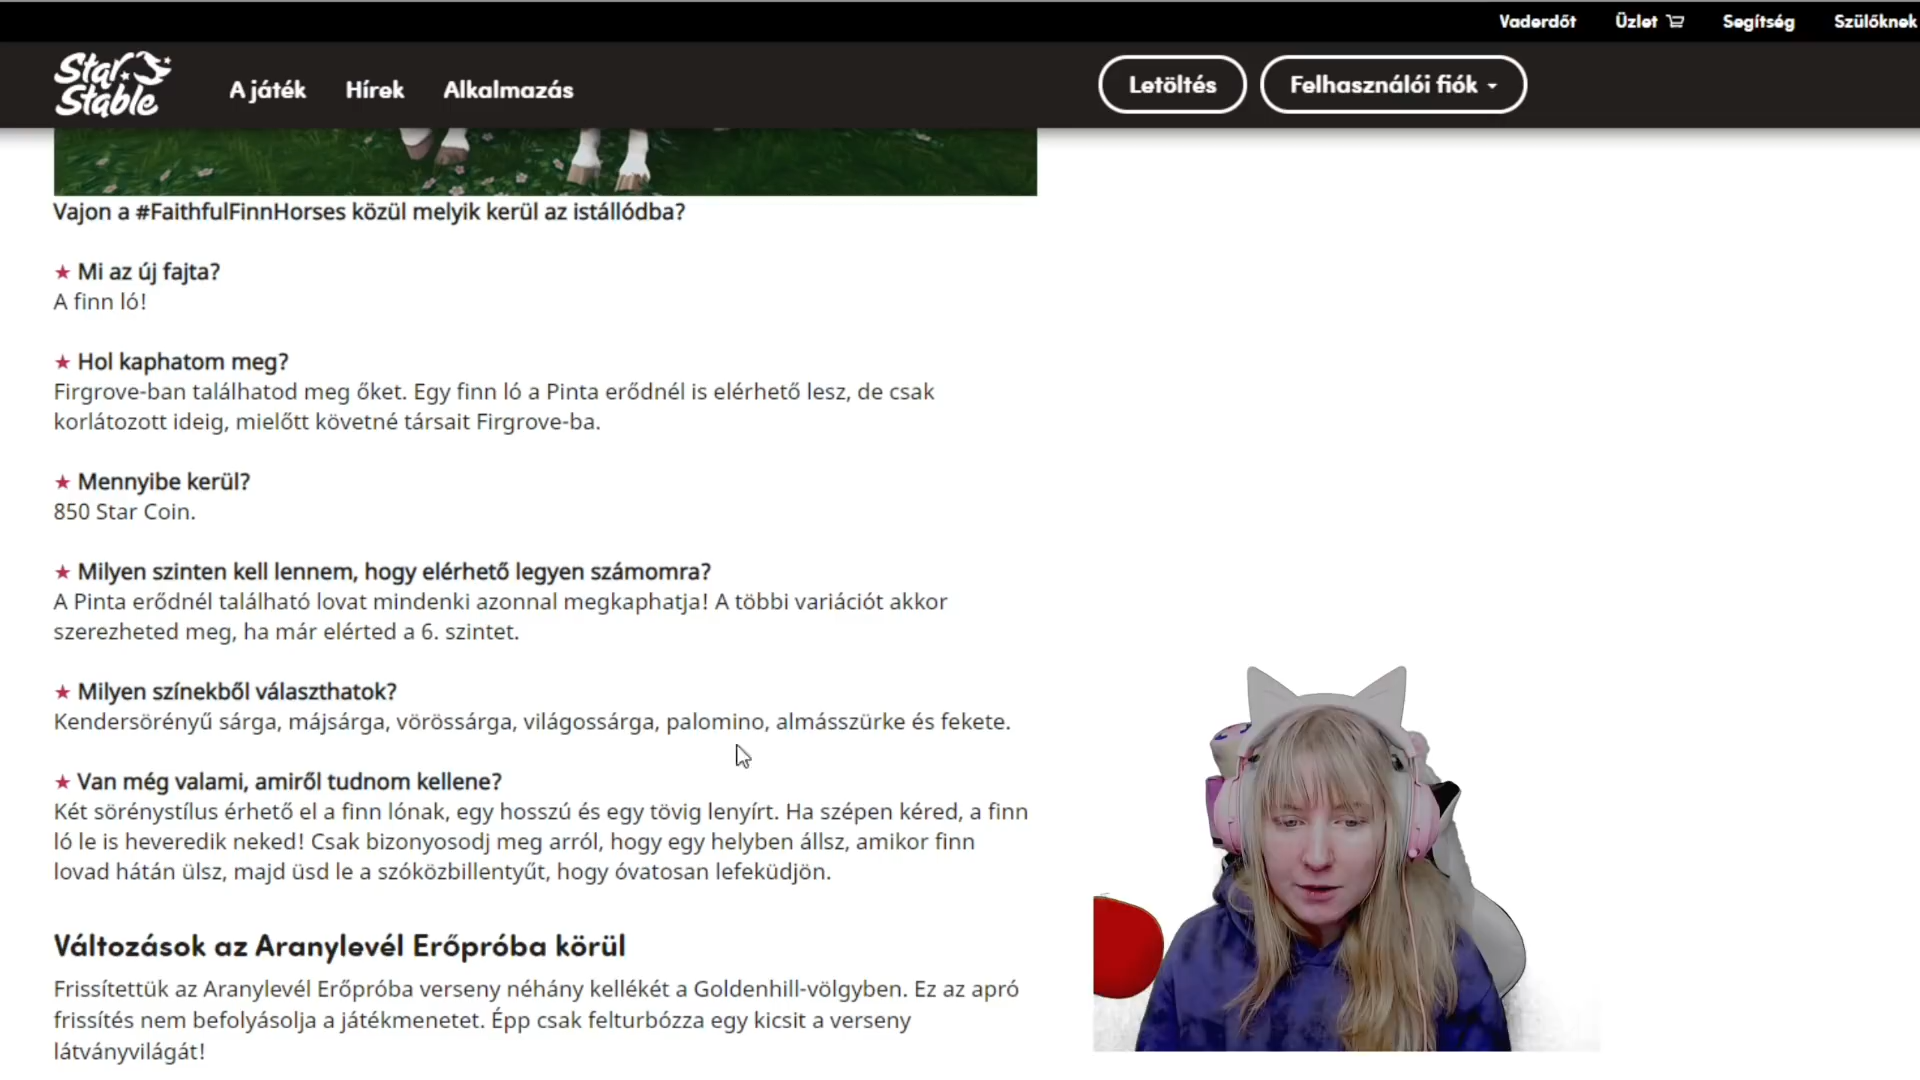 Vaderdőt Üzlet Segítség Szülőknek
Star Stable
A játék Hírek Alkalmazás Letöltés Felhasználói fiók
Vajon a #FaithfulFinnHorses közül melyik kerül az istállódba?
★ Mi az új fajta?
A finn ló!
★ Hol kaphatom meg?
Firgrove-ban találhatod meg őket. Egy finn ló a Pinta erődnél is elérhető lesz, de csak
korlátozott ideig, mielőtt követné társait Firgrove-ba.
★ Mennyibe kerül?
850 Star Coin.
★ Milyen szinten kell lennem, hogy elérhető legyen számomra?
A Pinta erődnél található lovat mindenki azonnal megkaphatja! A többi variációt akkor
szerezheted meg, ha már elérted a 6. szintet.
★ Milyen színekből választhatok?
Kendersörényű sárga, májsárga, vörössárga, világossárga, palomino, almásszürke és fekete.
★ Van még valami, amiről tudnom kellene?
Két sörénystílus érhető el a finn lónak, egy hosszú és egy tövig lenyírt. Ha szépen kéred, a finn
ló le is heveredik neked! Csak bizonyosodj meg arról, hogy egy helyben állsz, amikor finn
lovad hátán ülsz, majd üsd le a szóközbillentyűt, hogy óvatosan lefeküdjön.
Változások az Aranylevél Erőpróba körül
Frissítettük az Aranylevél Erőpróba verseny néhány kellékét a Goldenhill-völgyben. Ez az apró
frissítés nem befolyásolja a játékmenetet. Épp csak felturbózza egy kicsit a verseny
látványvilágát!